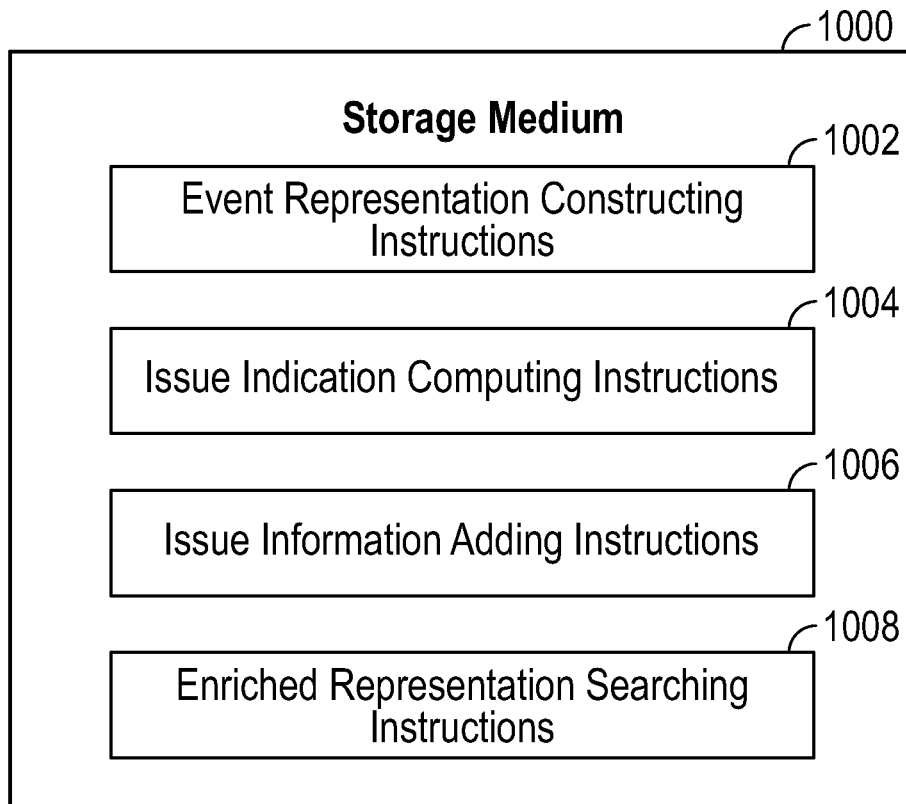 1000
Storage Medium
1002
Event Representation Constructing
Instructions
1004
Issue Indication Computing Instructions
1006
Issue Information Adding Instructions
1008
Enriched Representation Searching
Instructions